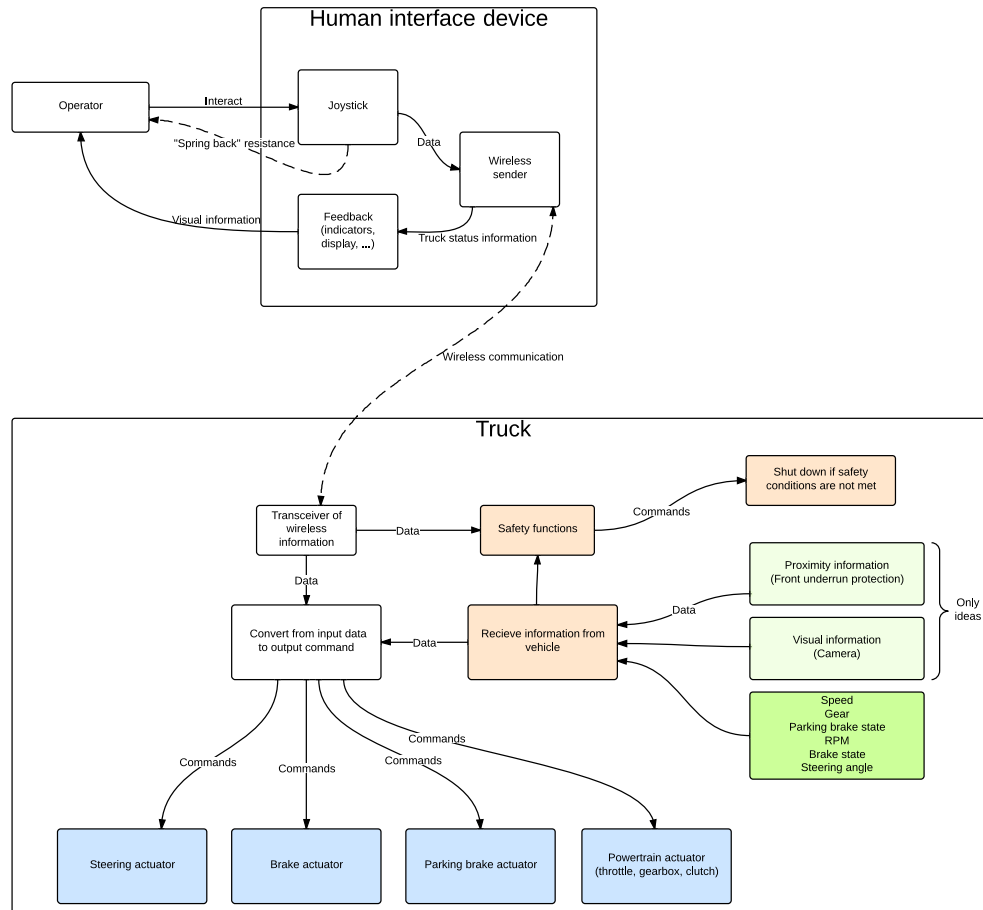 Human interface device
Operator
Interact
Joystick
"Spring back" resistance
Data
Wireless
sender
Visual information
Feedback
(indicators,
display, ...)
Truck status information
Wireless communication
Truck
Shut down if safety
conditions are not met
Transceiver of
wireless
information
Data
Safety functions
Commands
Data
Proximity information
(Front underrun protection)
Only
ideas
Convert from input data
to output command
Data
Recieve information from
vehicle
Data
Visual information
(Camera)
Speed
Gear
Parking brake state
RPM
Brake state
Steering angle
Commands
Commands
Commands
Commands
Steering actuator
Brake actuator
Parking brake actuator
Powertrain actuator
(throttle, gearbox, clutch)